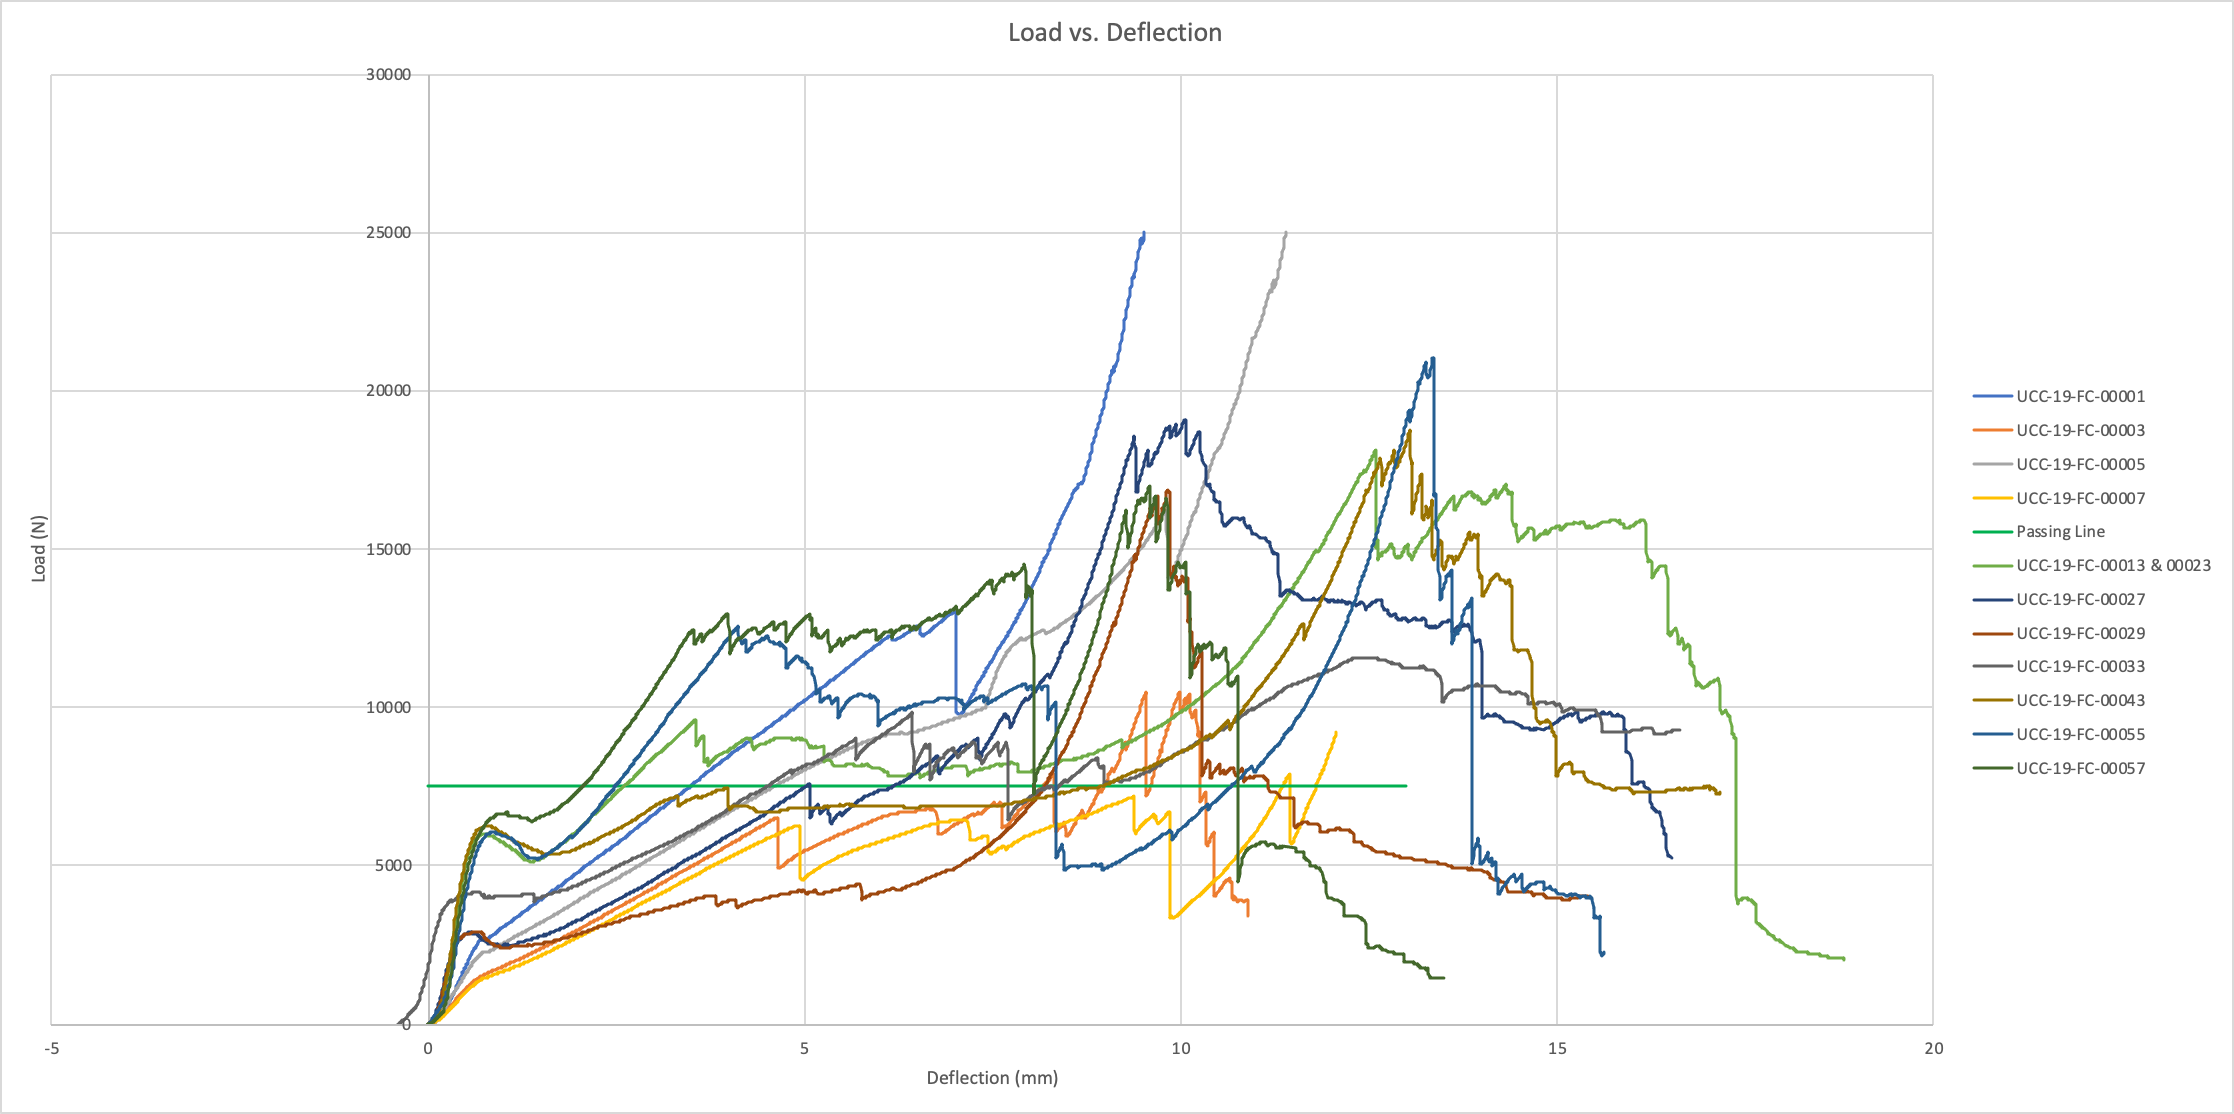 Load vs. Deflection
30000
25000
20000
15000
10000
5000
0
Load (N)
-5
0
5
10
15
20
Deflection (mm)
UCC-19-FC-00001
UCC-19-FC-00003
UCC-19-FC-00005
UCC-19-FC-00007
Passing Line
UCC-19-FC-00013 & 00023
UCC-19-FC-00027
UCC-19-FC-00029
UCC-19-FC-00033
UCC-19-FC-00043
UCC-19-FC-00055
UCC-19-FC-00057